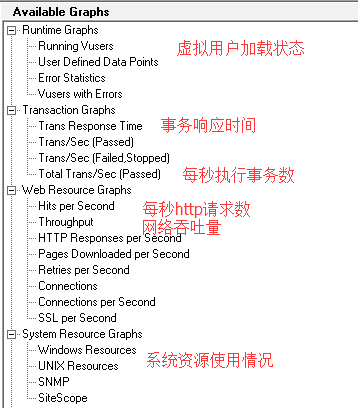 Available Graphs
Runtime Graphs
Running Vusers 虚拟用户加载状态
User Defined Data Points
Error Statistics
Vusers with Errors
Transaction Graphs
Trans Response Time 事务响应时间
Trans/Sec (Passed)
Trans/Sec (Failed,Stopped)
Total Trans/Sec (Passed) 每秒执行事务数
Web Resource Graphs
Hits per Second 每秒http请求数
Throughput 网络吞吐量
HTTP Responses per Second
Pages Downloaded per Second
Retries per Second
Connections
Connections per Second
SSL per Second
System Resource Graphs
Windows Resources
UNIX Resources 系统资源使用情况
SNMP
SiteScope